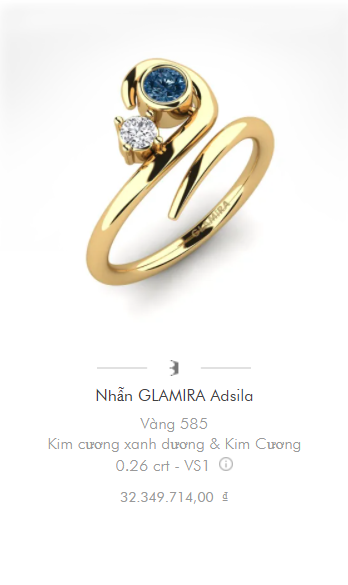 GLAMIRA
Nhẫn GLAMIRA Adsila
Vàng 585
Kim cương xanh dương & Kim Cương
0.26 crt - VS1
32.349.714,00 ₫